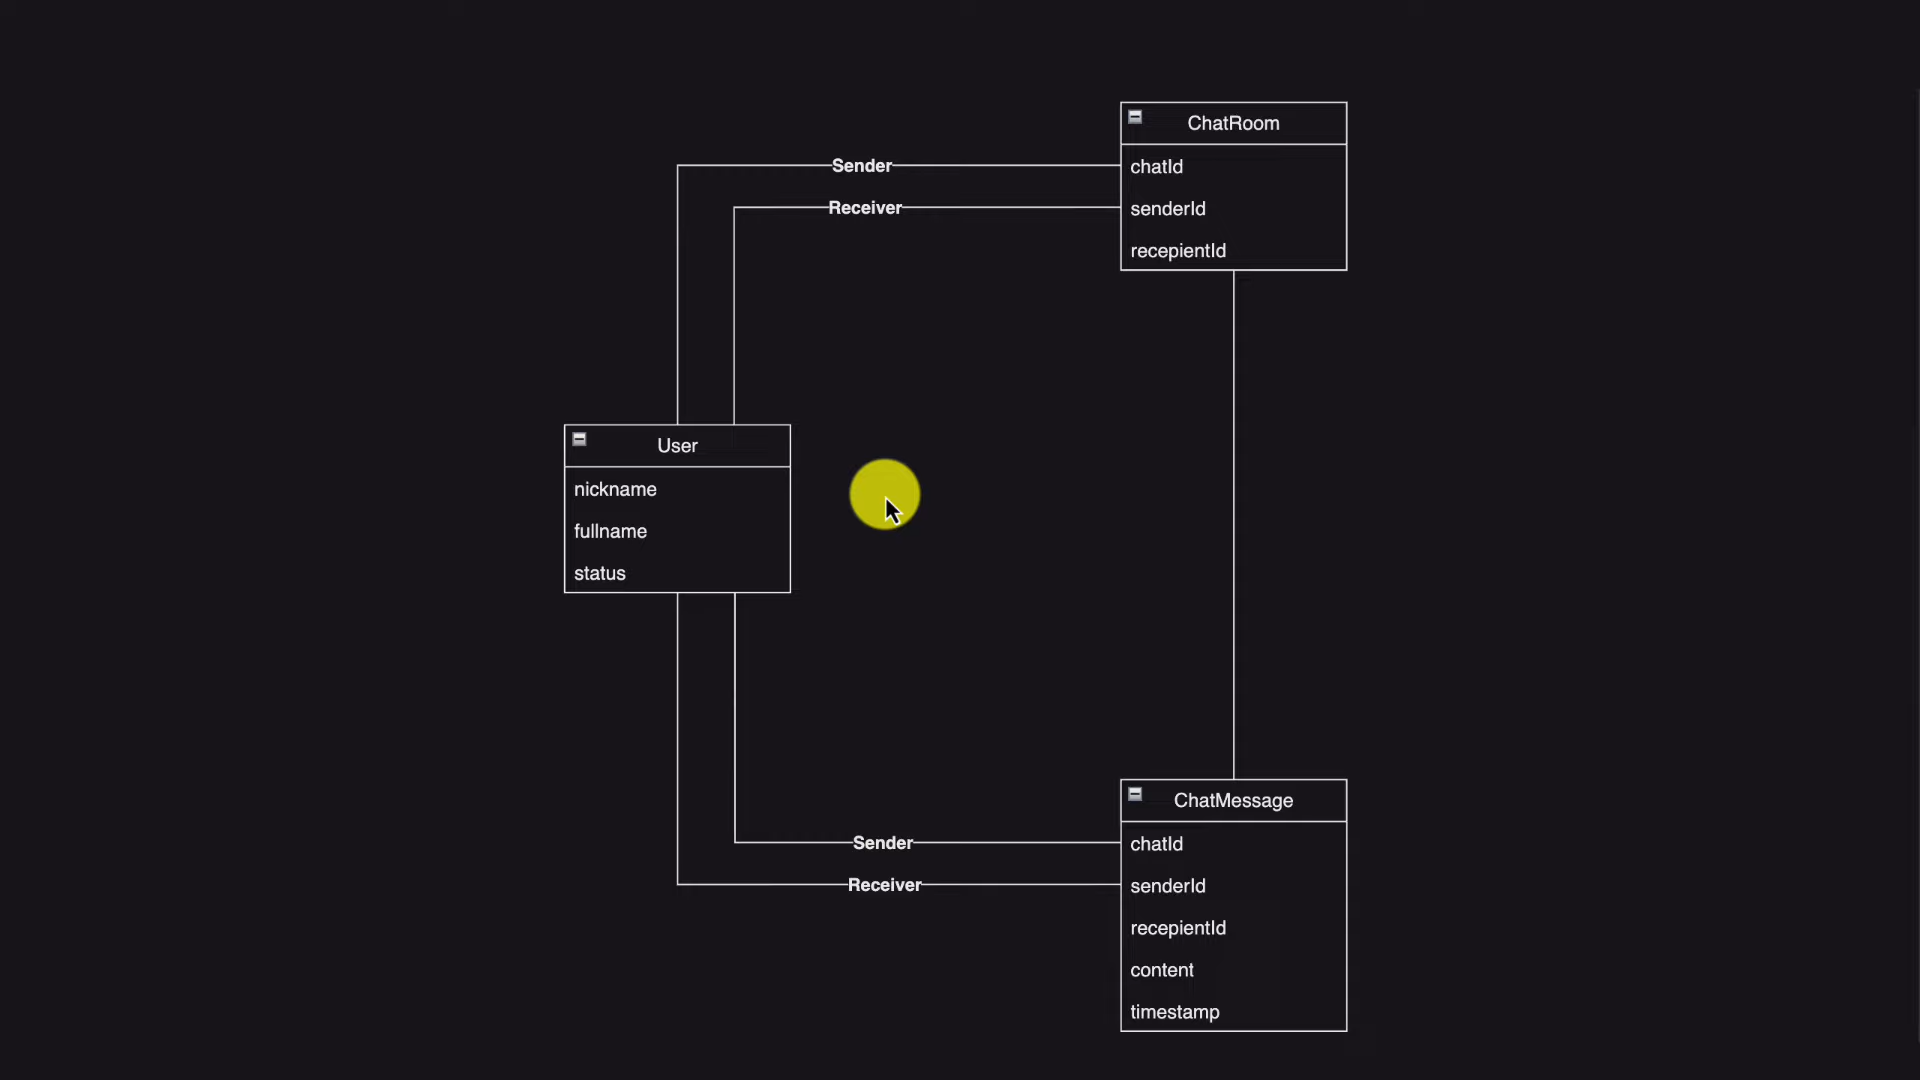 ChatRoom
Sender
chatId
Receiver
senderId
recepientId
User
nickname
fullname
status
ChatMessage
Sender
chatId
Receiver
senderId
recepientId
content
timestamp